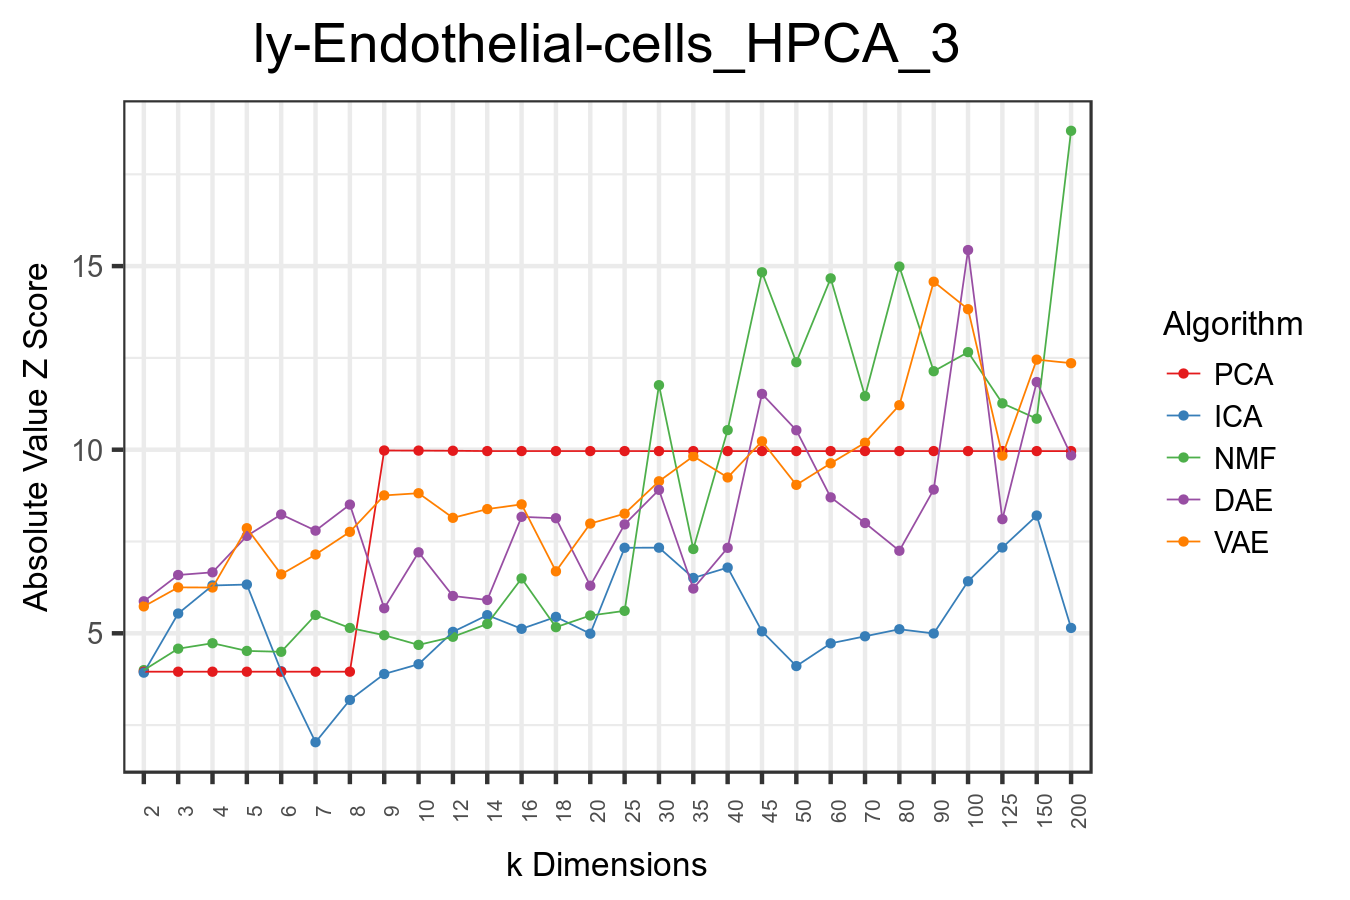 ly-Endothelial-cells_HPCA_3
Absolute Value Z Score
15
10
5
2 3 4 5 6 7 8 9 10 12 14 16 18 20 25 30 35 40 45 50 60 70 80 90 100 125 150 200
k Dimensions
Algorithm
PCA
ICA
NMF
DAE
VAE